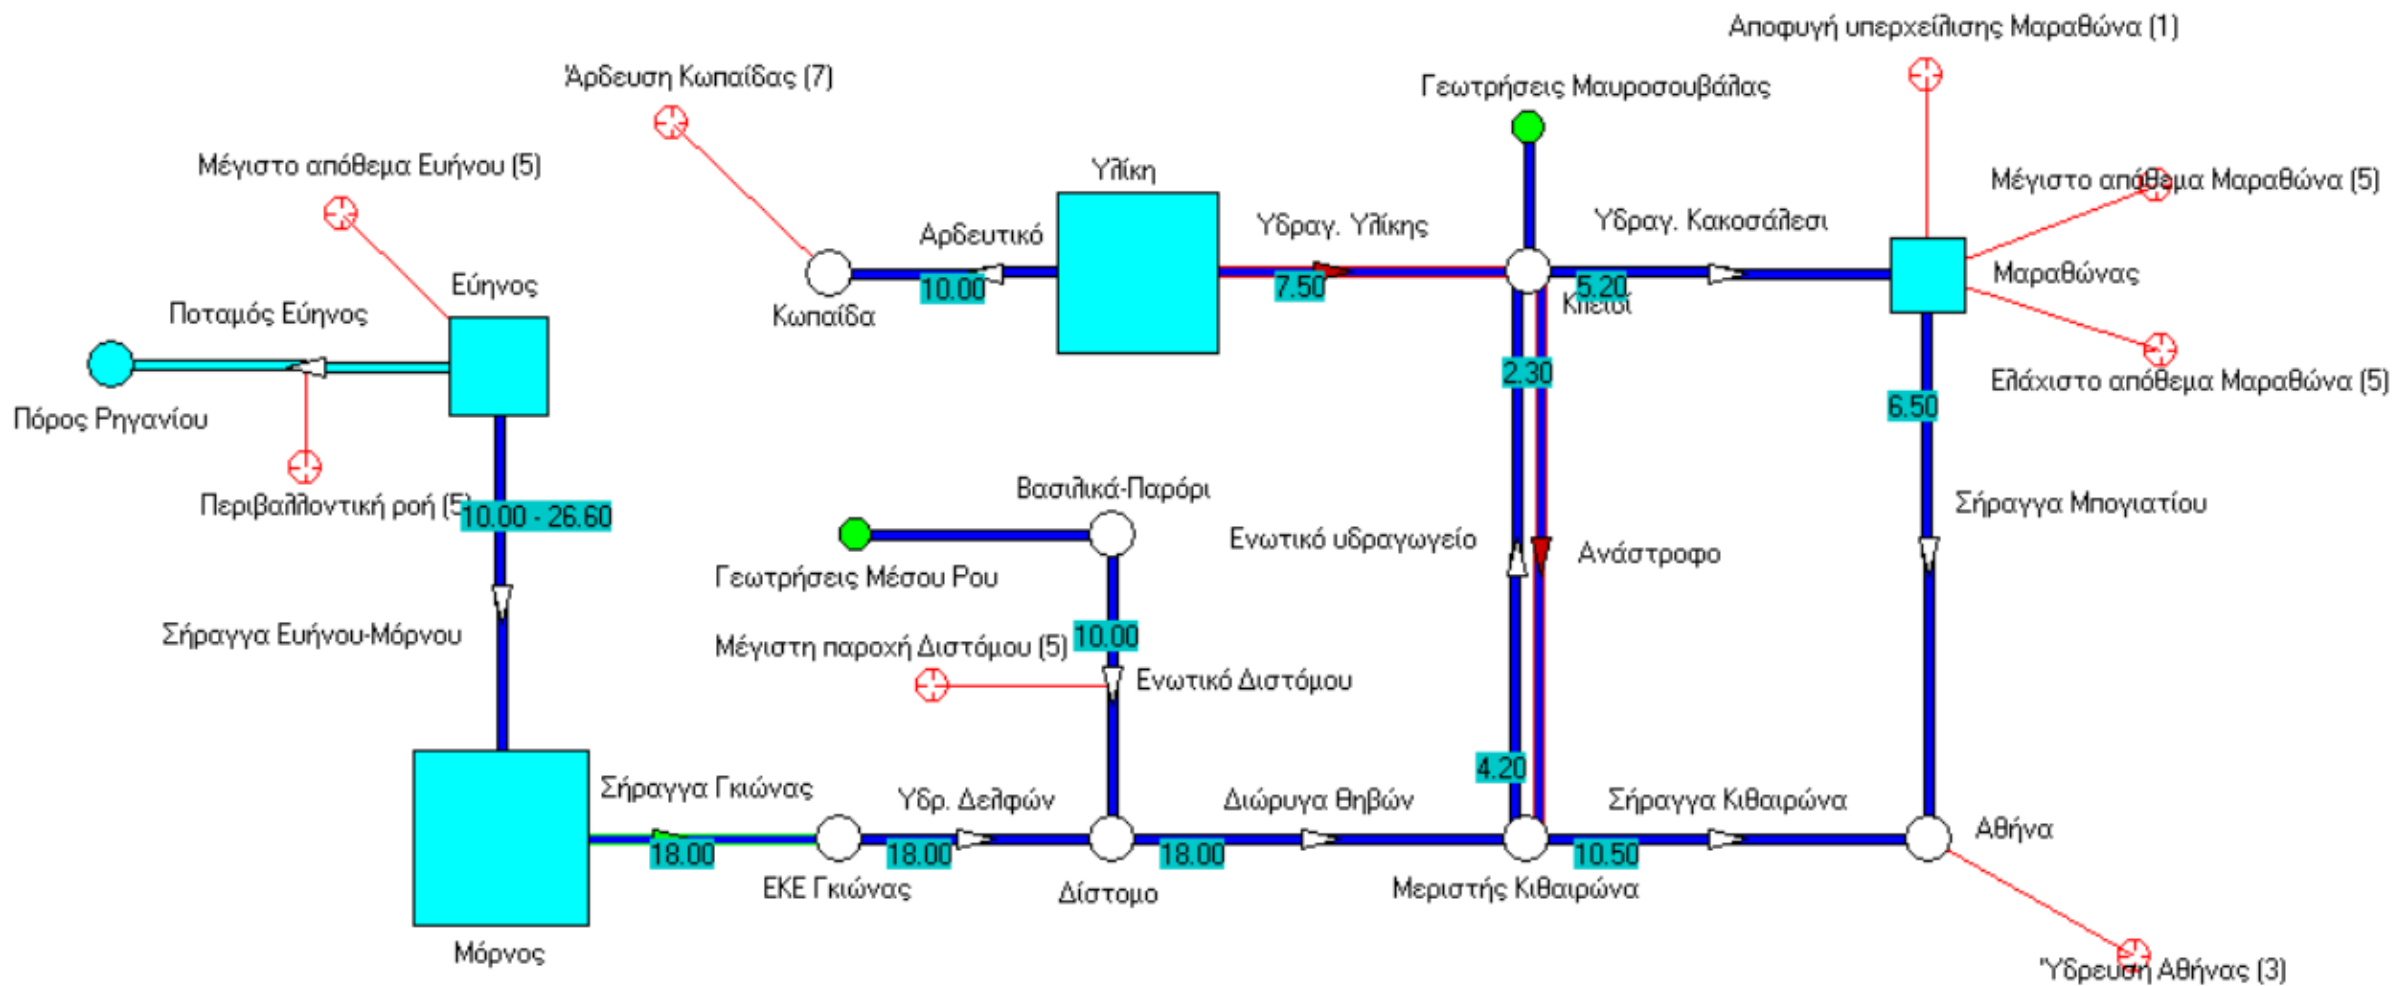 Αποφυγή υπερχείλισης Μαραθώνα (1)
Άρδευση Κωπαίδας (7)
Γεωτρήσεις Μαυροσουβάλας
Μέγιστο απόθεμα Ευήνου (5)
Υλίκη
Μέγιστο απόθεμα Μαραθώνα (5)
Αρδευτικό
Υδραγ. Υλίκης
Υδραγ. Κακοσάλεσι
Εύηνος
Μαραθώνας
10.00
7.50
5.20
Κλειδί
Ποταμός Εύηνος
Κωπαίδα
2.30
Ελάχιστο απόθεμα Μαραθώνα (5)
6.50
Πόρος Ρηγανίου
Περιβαλλοντική ροή (5
10.00 - 26.60
Βασιλικά-Παρόρι
Σήραγγα Μπογιατίου
Ενωτικό υδραγωγείο
Ανάστροφο
Γεωτρήσεις Μέσου Ρου
Σήραγγα Ευήνου-Μόρνου
10.00
Μέγιστη παροχή Διστόμου (5)
Ενωτικό Διστόμου
4.20
Σήραγγα Γκιώνας
Υδρ. Δελφών
Διώρυγα Θηβών
Σήραγγα Κιθαιρώνα
Αθήνα
18.00
18.00
18.00
10.50
ΕΚΕ Γκιώνας
Δίστομο
Μεριστής Κιθαιρώνα
Μόρνος
Ύδρευση Αθήνας (3)